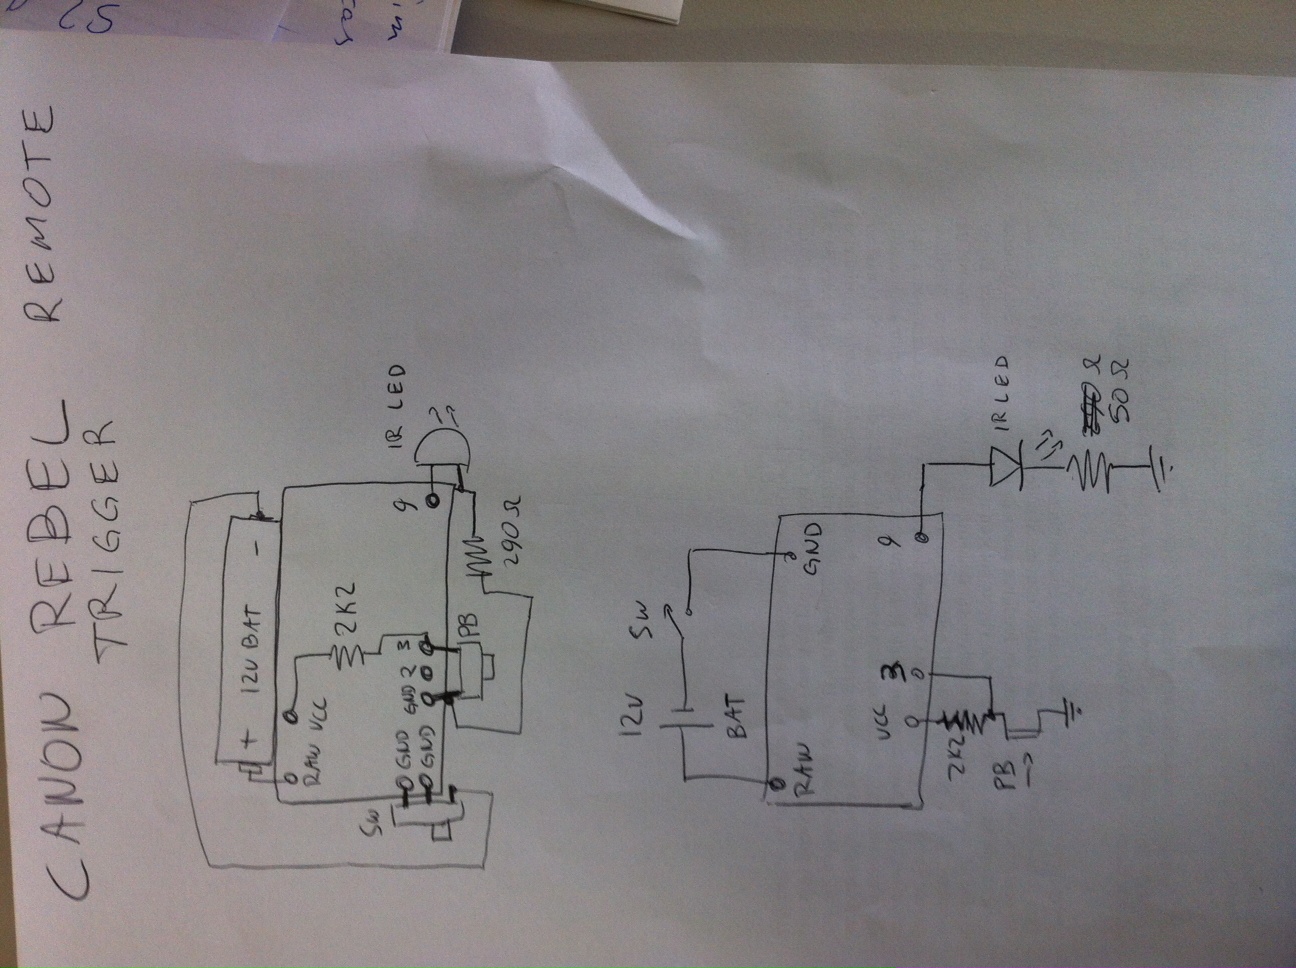 CANON REBEL REMOTE
TRIGGER
+ 12V BAT -
SW
RAW VCC
GND
GND
GND 2 3
2K2
PB
290Ω
9
IR LED
12V
BAT
SW
RAW
GND
VCC 3
9
2K2
PB
IR LED
Ω
50Ω